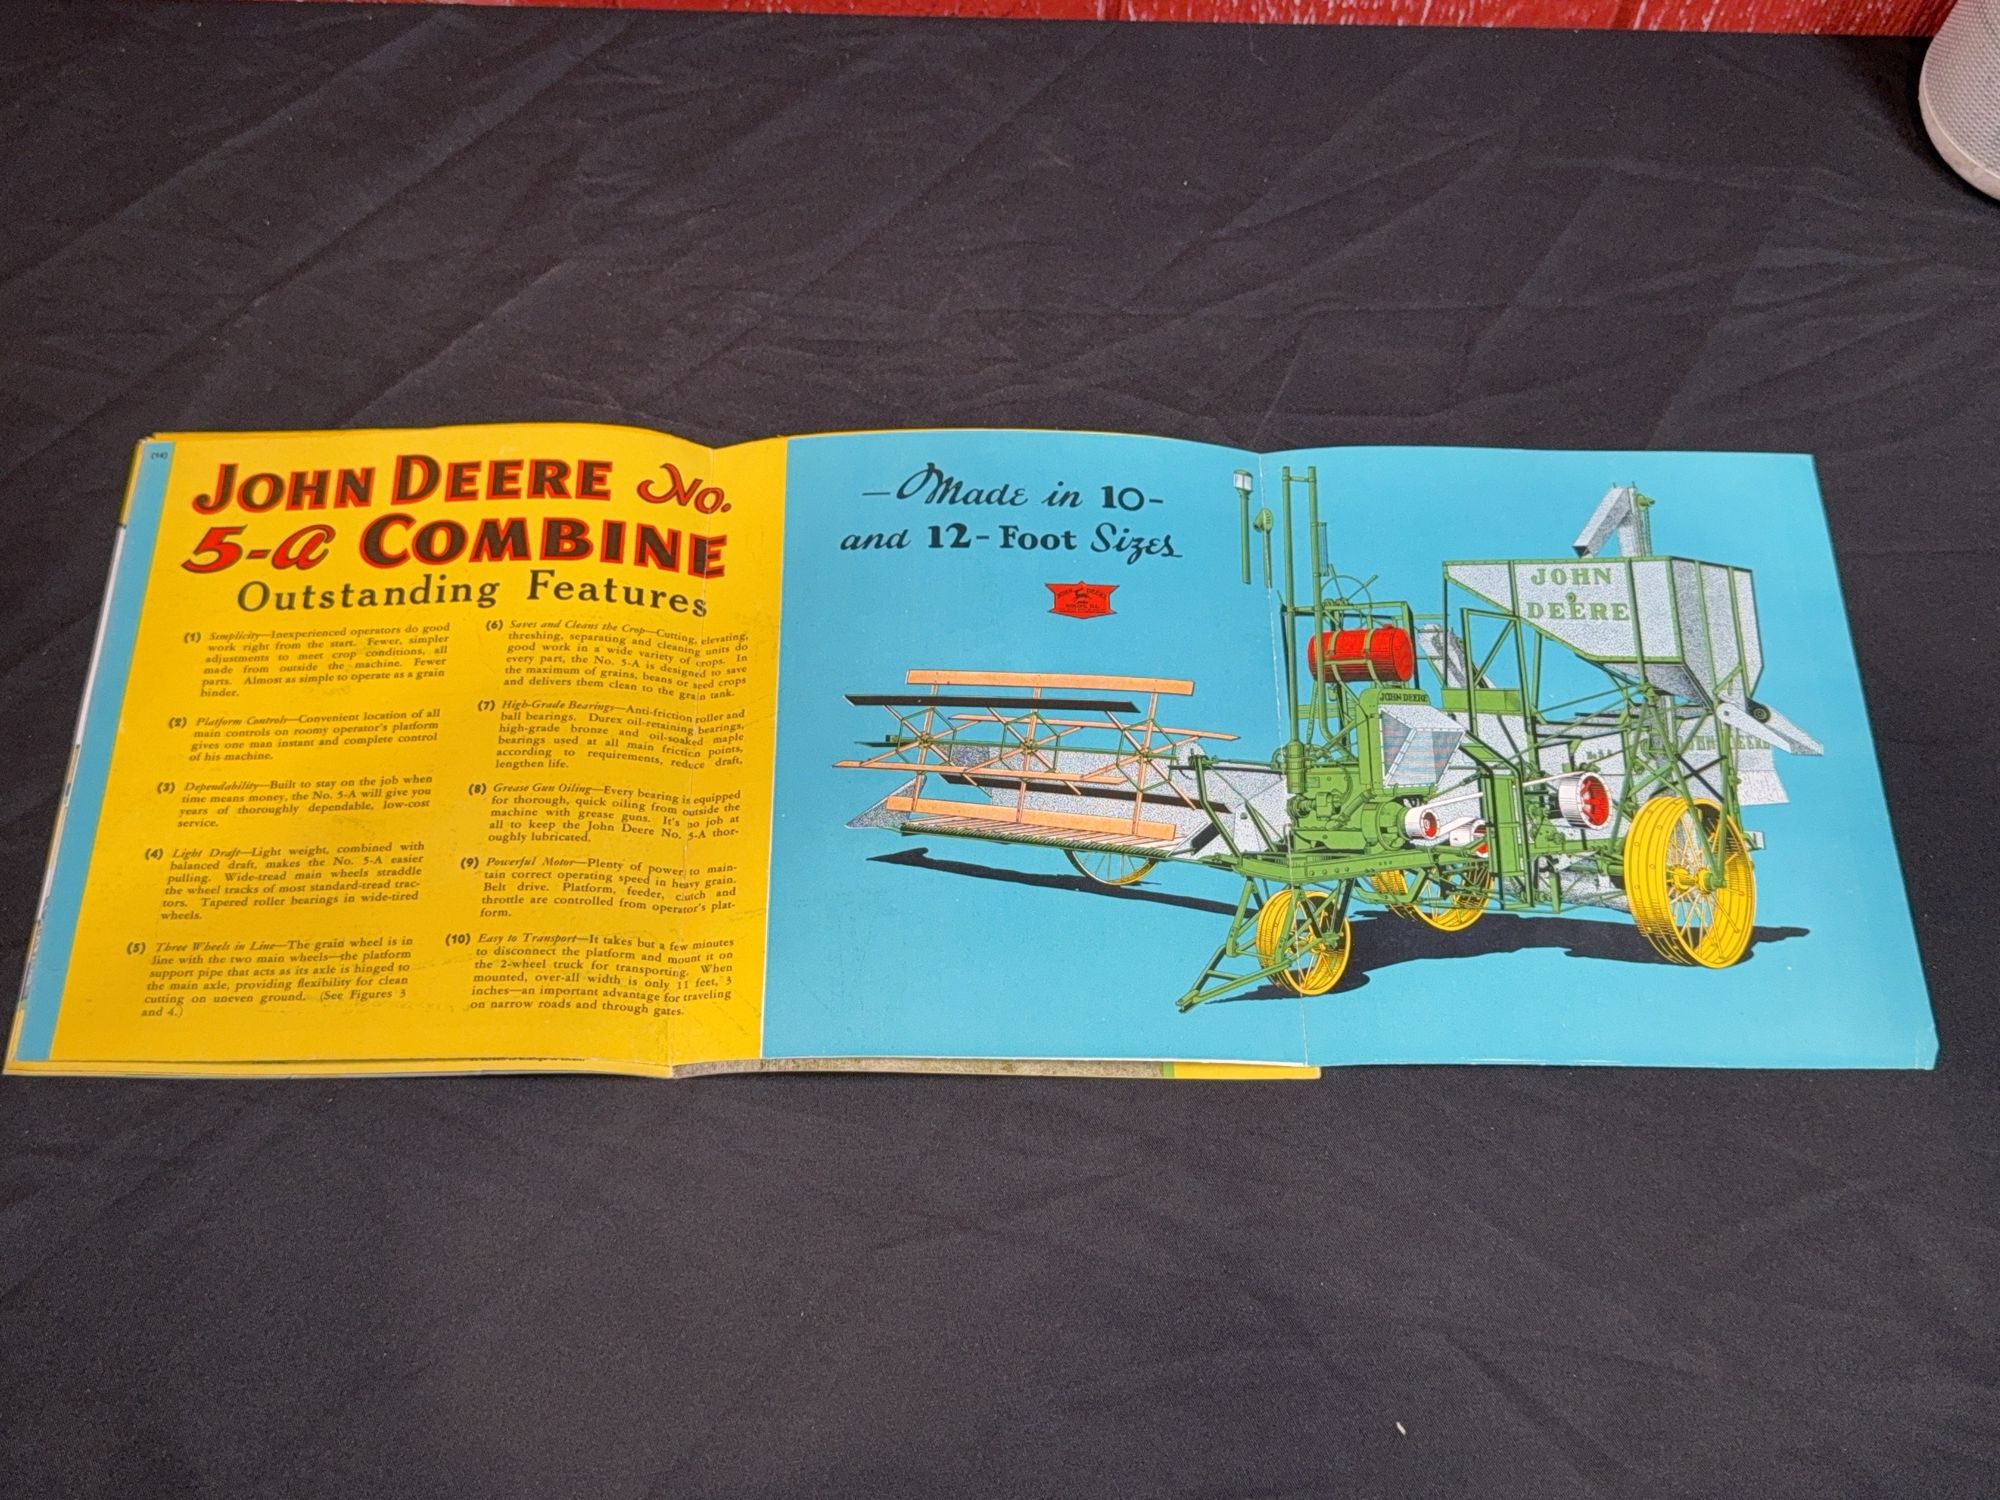 (14)
JOHN DEERE No.
5-A COMBINE
Outstanding Features
(1) Simplicity—Inexperienced operators do good
work right from the start. Fewer, simpler
adjustments to meet crop conditions, all
made from outside the machine. Fewer
parts. Almost as simple to operate as a grain
binder.
(2) Platform Controls—Convenient location of all
main controls on roomy operator's platform
gives one man instant and complete control
of his machine.
(3) Dependability—Built to stay on the job when
time means money, the No. 5-A will give you
years of thoroughly dependable, low-cost
service.
(4) Light Draft—Light weight, combined with
balanced draft, makes the No. 5-A easier
pulling. Wide-tread main wheels straddle
the wheel tracks of most standard-tread trac-
tors. Tapered roller bearings in wide-tired
wheels.
(5) Three Wheels in Line—The grain wheel is in
line with the two main wheels—the platform
support pipe that acts as its axle is hinged to
the main axle, providing flexibility for clean
cutting on uneven ground. (See Figures 3
and 4.)
(6) Saves and Cleans the Crop—Cutting, elevating,
threshing, separating and cleaning units do
good work in a wide variety of crops. In
every part, the No. 5-A is designed to save
the maximum of grains, beans or seed crops
and delivers them clean to the grain tank.
(7) High-Grade Bearings—Anti-friction roller and
ball bearings. Durex oil-retaining bearings,
high-grade bronze and oil-soaked maple
bearings used at all main friction points,
according to requirements, reduce draft,
lengthen life.
(8) Grease Gun Oiling—Every bearing is equipped
for thorough, quick oiling from outside the
machine with grease guns. It's no job at
all to keep the John Deere No. 5-A thor-
oughly lubricated.
(9) Powerful Motor—Plenty of power to main-
tain correct operating speed in heavy grain.
Belt drive. Platform, feeder, clutch and
throttle are controlled from operator's plat-
form.
(10) Easy to Transport—It takes but a few minutes
to disconnect the platform and mount it on
the 2-wheel truck for transporting. When
mounted, over-all width is only 11 feet, 3
inches—an important advantage for traveling
on narrow roads and through gates.
—Made in 10-
and 12-Foot Sizes
JOHN DEERE
MOLINE, ILL.
JOHN
DEERE
JOHN DEERE
JOHN DEERE